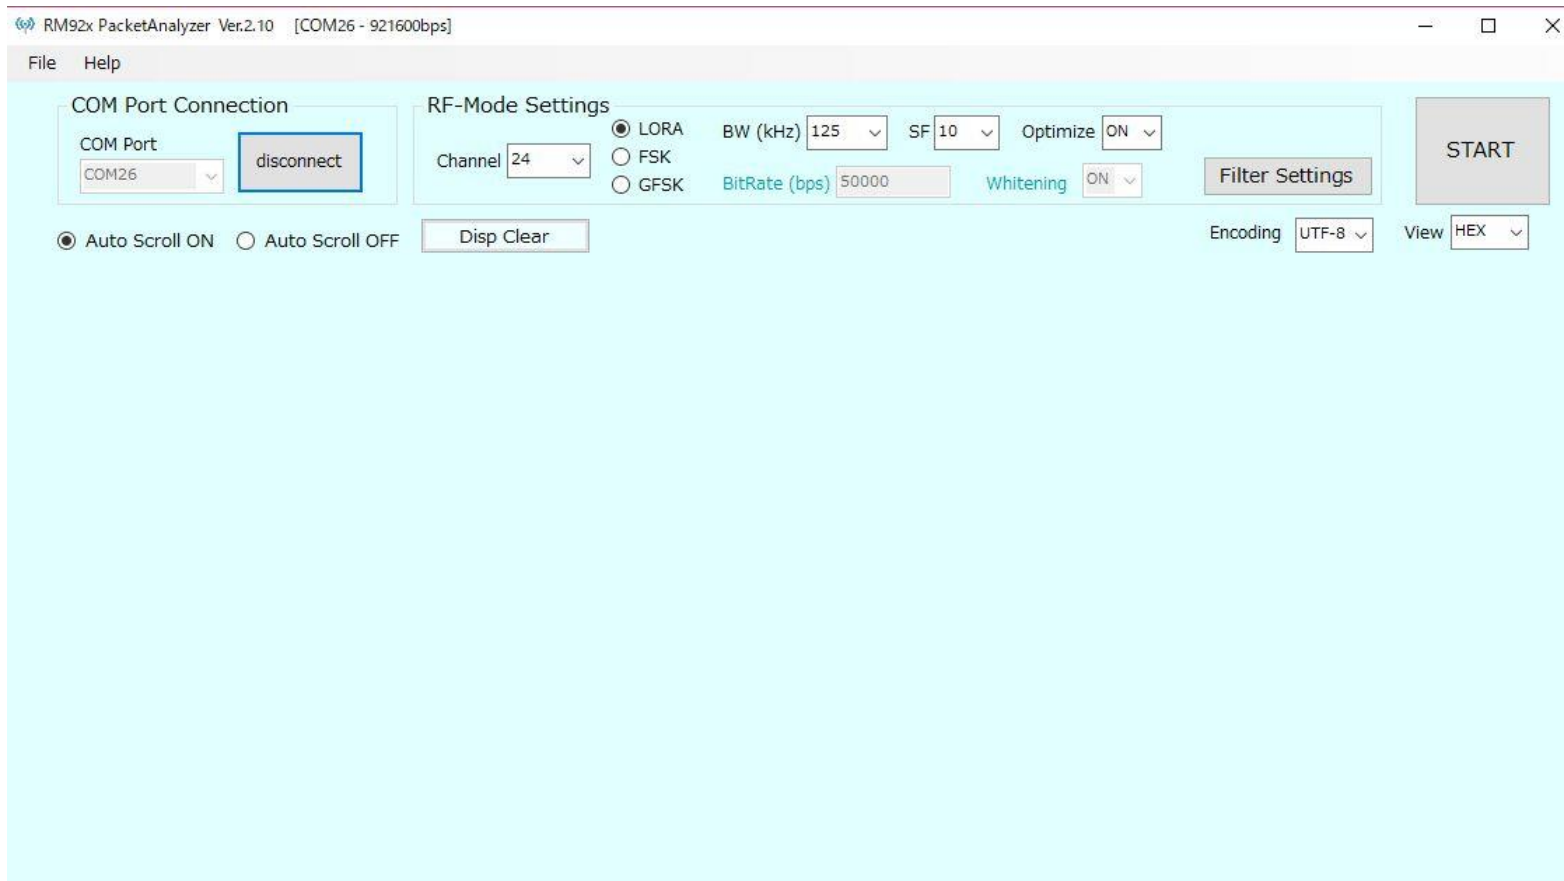 RM92x PacketAnalyzer Ver.2.10 [COM26 - 921600bps]
File Help
COM Port Connection
COM Port
COM26
disconnect
RF-Mode Settings
Channel 24
LORA
FSK
GFSK
BW (kHz) 125 SF 10 Optimize ON
BitRate (bps) 50000 Whitening ON
Filter Settings
START
Auto Scroll ON Auto Scroll OFF Disp Clear Encoding UTF-8 View HEX